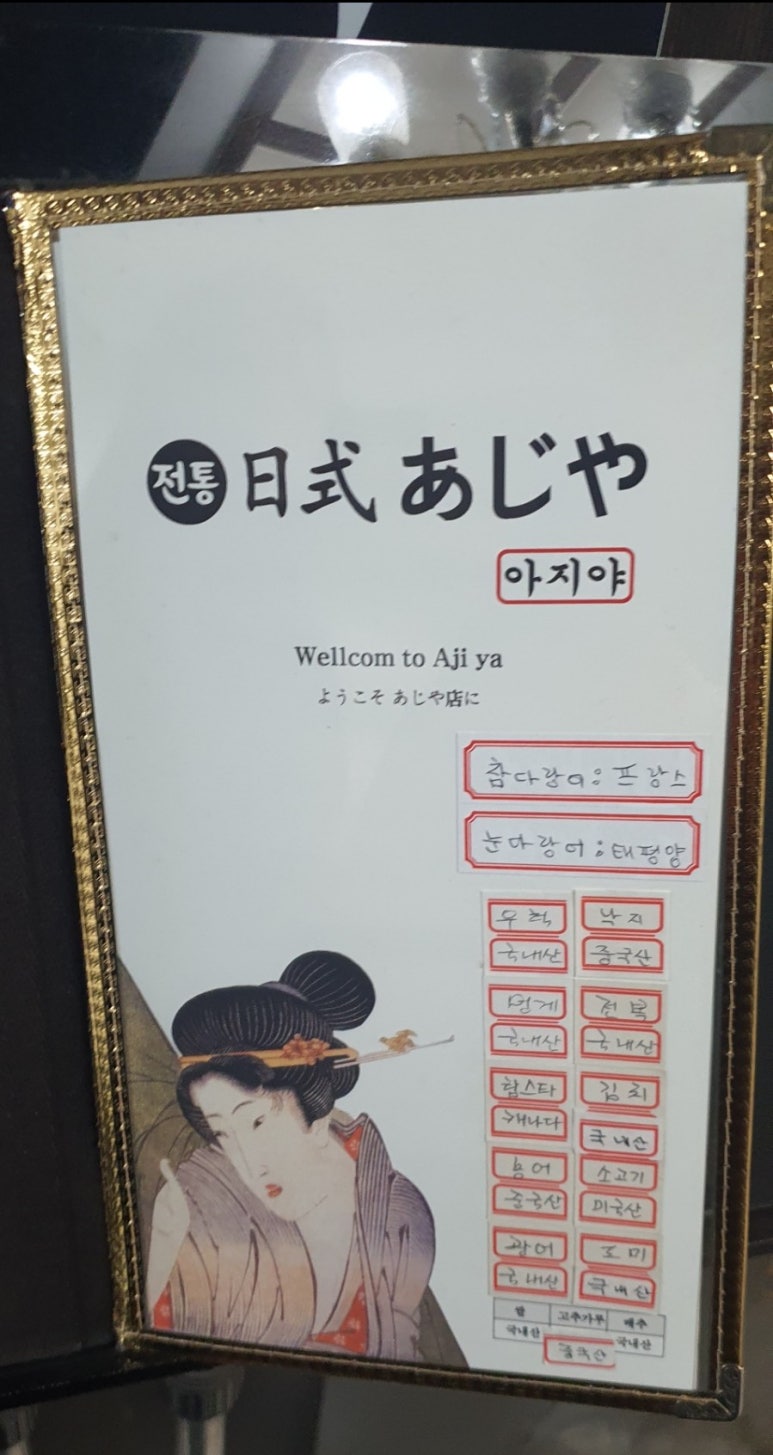 전통 日式 あじや
아지야
Wellcom to Aji ya
ようこそ あじや店に
참다랑어:프랑스
눈다랑어:태평양
우럭 낙지
국내산 중국산
멍게 전복
국내산 국내산
랍스타
캐나다 국내산
소고기
중국산 미국산
광어 도미
국내산 국내산
쌀 고추가루 배추
국내산 중국산 국내산